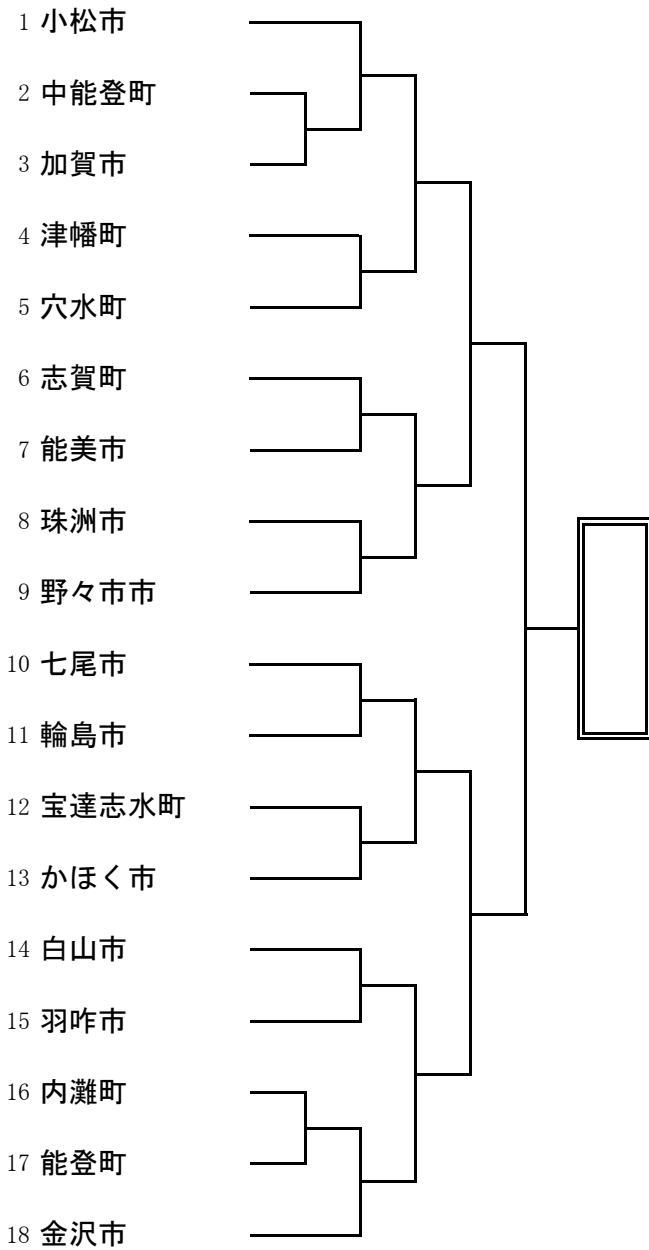 1 小松市
2 中能登町
3 加賀市
4 津幡町
5 穴水町
6 志賀町
7 能美市
8 珠洲市
9 野々市市
10 七尾市
11 輪島市
12 宝達志水町
13 かほく市
14 白山市
15 羽咋市
16 内灘町
17 能登町
18 金沢市